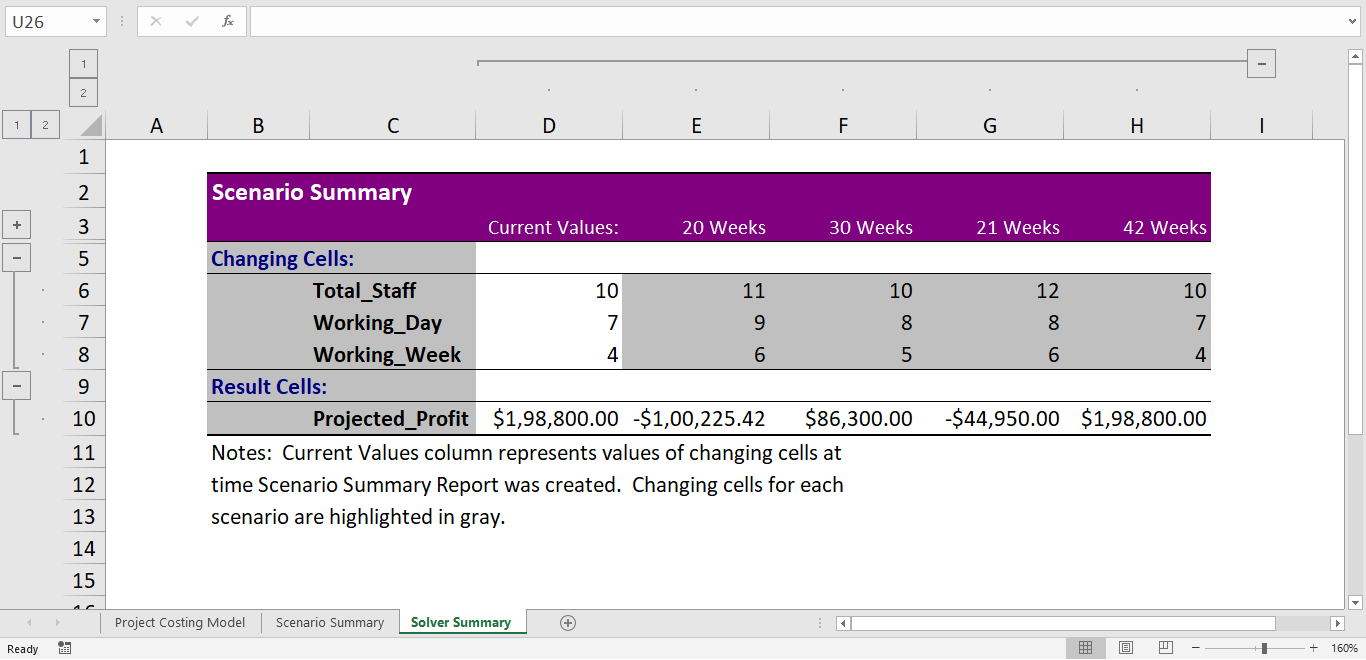 U26
fx
1
2
1 2
A B C D E F G H I
1
2 Scenario Summary
3 Current Values: 20 Weeks 30 Weeks 21 Weeks 42 Weeks
5 Changing Cells:
6 Total_Staff 10 11 10 12 10
7 Working_Day 7 9 8 8 7
8 Working_Week 4 6 5 6 4
9 Result Cells:
10 Projected_Profit $1,98,800.00 -$1,00,225.42 $86,300.00 -$44,950.00 $1,98,800.00
11 Notes:  Current Values column represents values of changing cells at
12 time Scenario Summary Report was created.  Changing cells for each
13 scenario are highlighted in gray.
14
15
16
Project Costing Model Scenario Summary Solver Summary
Ready 160%